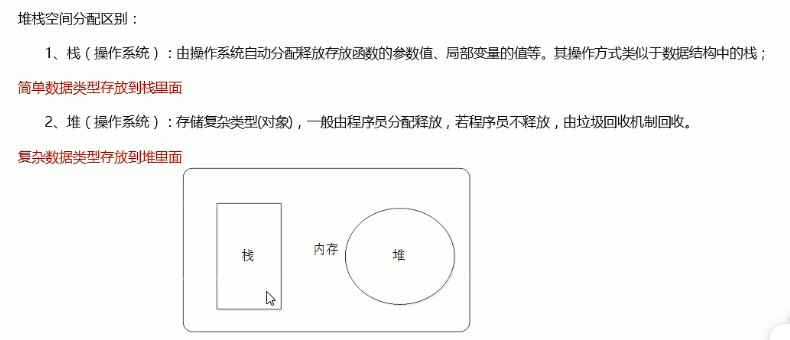 堆栈空间分配区别：
1、栈（操作系统）：由操作系统自动分配释放存放函数的参数值、局部变量的值等。其操作方式类似于数据结构中的栈；
简单数据类型存放到栈里面
2、堆（操作系统）：存储复杂类型(对象)，一般由程序员分配释放，若程序员不释放，由垃圾回收机制回收。
复杂数据类型存放到堆里面
栈
内存
堆